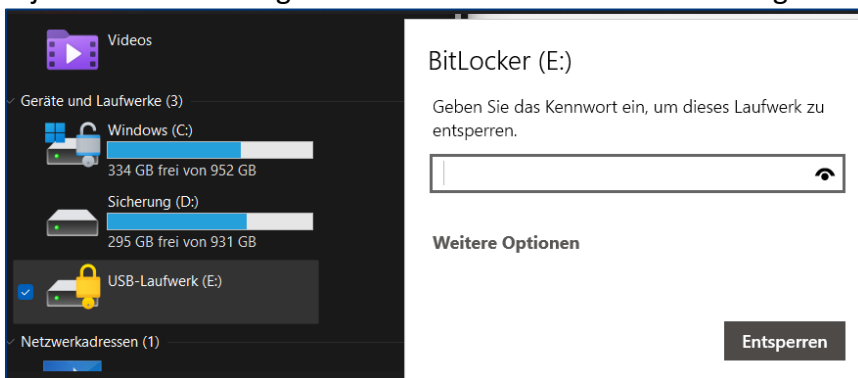 Videos
Geräte und Laufwerke (3)
Windows (C:)
334 GB frei von 952 GB
Sicherung (D:)
295 GB frei von 931 GB
USB-Laufwerk (E:)
Netzwerkadressen (1)
BitLocker (E:)
Geben Sie das Kennwort ein, um dieses Laufwerk zu
entsperren.
Weitere Optionen
Entsperren